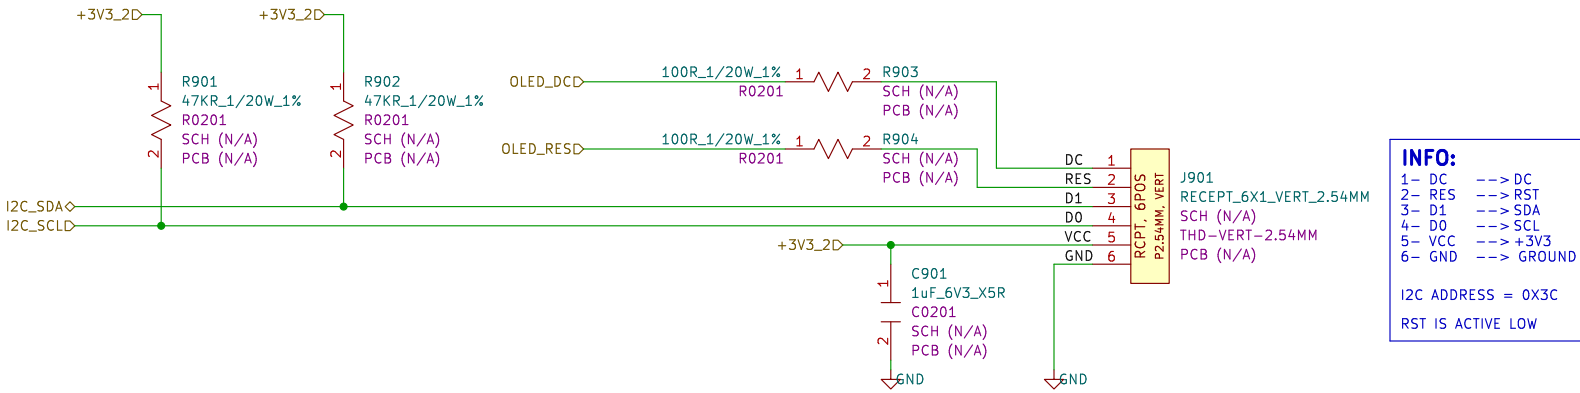 +3V3_2
+3V3_2
1
R901
47KR_1/20W_1%
R0201
SCH (N/A)
PCB (N/A)
2
1
R902
47KR_1/20W_1%
R0201
SCH (N/A)
PCB (N/A)
2
OLED_DC
100R_1/20W_1%
R0201
1
2
R903
SCH (N/A)
PCB (N/A)
OLED_RES
100R_1/20W_1%
R0201
1
2
R904
SCH (N/A)
PCB (N/A)
I2C_SDA
I2C_SCL
+3V3_2
1
2
C901
1uF_6V3_X5R
C0201
SCH (N/A)
PCB (N/A)
GND
GND
DC 1
RES 2
D1 3
D0 4
VCC 5
GND 6
RCPT, 6POS
P2.54MM, VERT
J901
RECEPT_6X1_VERT_2.54MM
SCH (N/A)
THD-VERT-2.54MM
PCB (N/A)
INFO:
1- DC -->DC
2- RES -->RST
3- D1 -->SDA
4- D0 -->SCL
5- VCC -->+3V3
6- GND --> GROUND
I2C ADDRESS = 0X3C
RST IS ACTIVE LOW